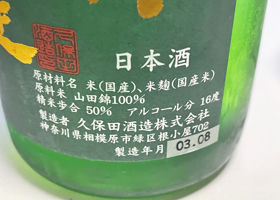 日本酒
原材料名 米(国産)、米麹(国産米)
原料米 山田錦100%
精米歩合 50% アルコール分 16度
製造者 久保田酒造株式会社
神奈川県相模原市緑区根小屋702
製造年月 03.08